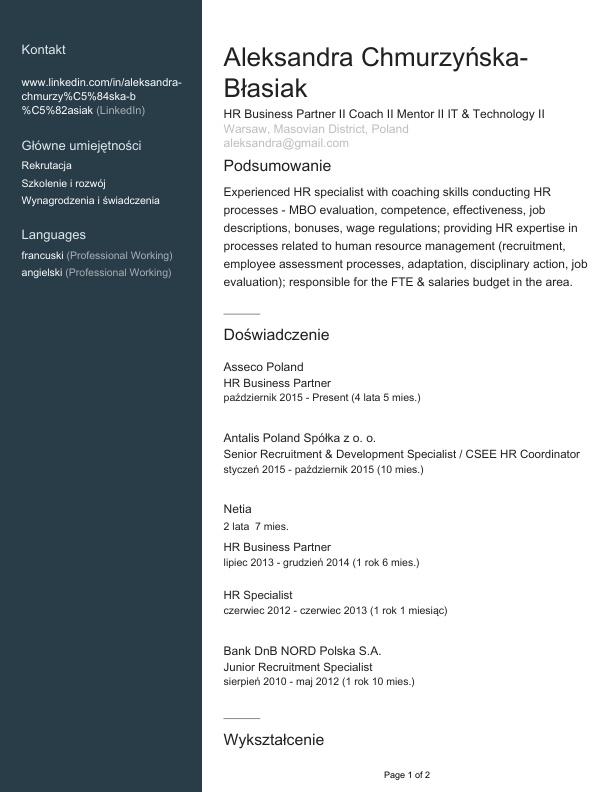 Kontakt
www.linkedin.com/in/aleksandra-
chmurzy%C5%84ska-b
%C5%82asiak (LinkedIn)
Główne umiejętności
Rekrutacja
Szkolenie i rozwój
Wynagrodzenia i świadczenia
Languages
francuski (Professional Working)
angielski (Professional Working)
Aleksandra Chmurzyńska-
Błasiak
HR Business Partner II Coach II Mentor II IT & Technology II
Warsaw, Masovian District, Poland
aleksandra@gmail.com
Podsumowanie
Experienced HR specialist with coaching skills conducting HR
processes - MBO evaluation, competence, effectiveness, job
descriptions, bonuses, wage regulations; providing HR expertise in
processes related to human resource management (recruitment,
employee assessment processes, adaptation, disciplinary action, job
evaluation); responsible for the FTE & salaries budget in the area.
Doświadczenie
Asseco Poland
HR Business Partner
październik 2015 - Present (4 lata 5 mies.)
Antalis Poland Spółka z o. o.
Senior Recruitment & Development Specialist / CSEE HR Coordinator
styczeń 2015 - październik 2015 (10 mies.)
Netia
2 lata 7 mies.
HR Business Partner
lipiec 2013 - grudzień 2014 (1 rok 6 mies.)
HR Specialist
czerwiec 2012 - czerwiec 2013 (1 rok 1 miesiąc)
Bank DnB NORD Polska S.A.
Junior Recruitment Specialist
sierpień 2010 - maj 2012 (1 rok 10 mies.)
Wykształcenie
Page 1 of 2